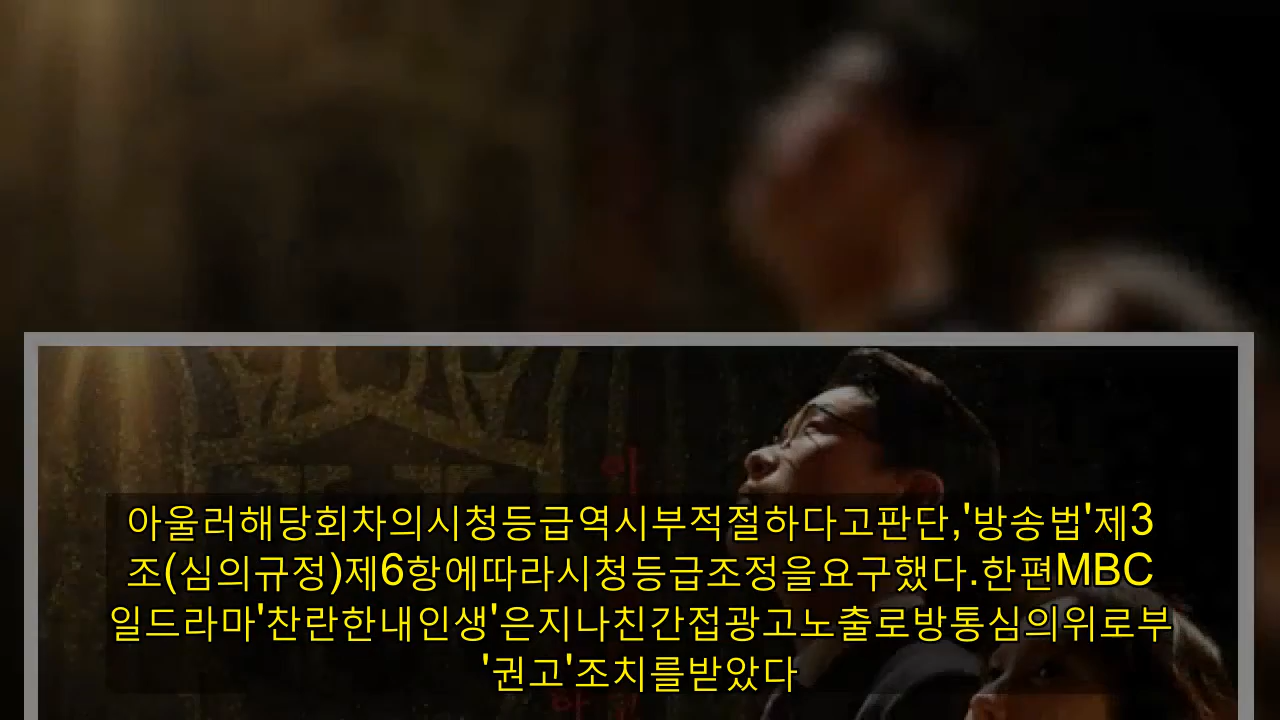 아울러해당회차의시청등급역시부적절하다고판단,'방송법'제3
조(심의규정)제6항에따라시청등급조정을요구했다.한편MBC
일드라마'찬란한내인생'은지나친간접광고노출로방통심의위로부
'권고'조치를받았다